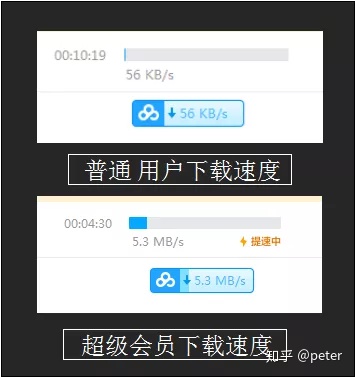 00:10:19
56 KB/s
56 KB/s
普通 用户下载速度
00:04:30
5.3 MB/s 提速中
5.3 MB/s
超级会员下载速度
知乎 @peter